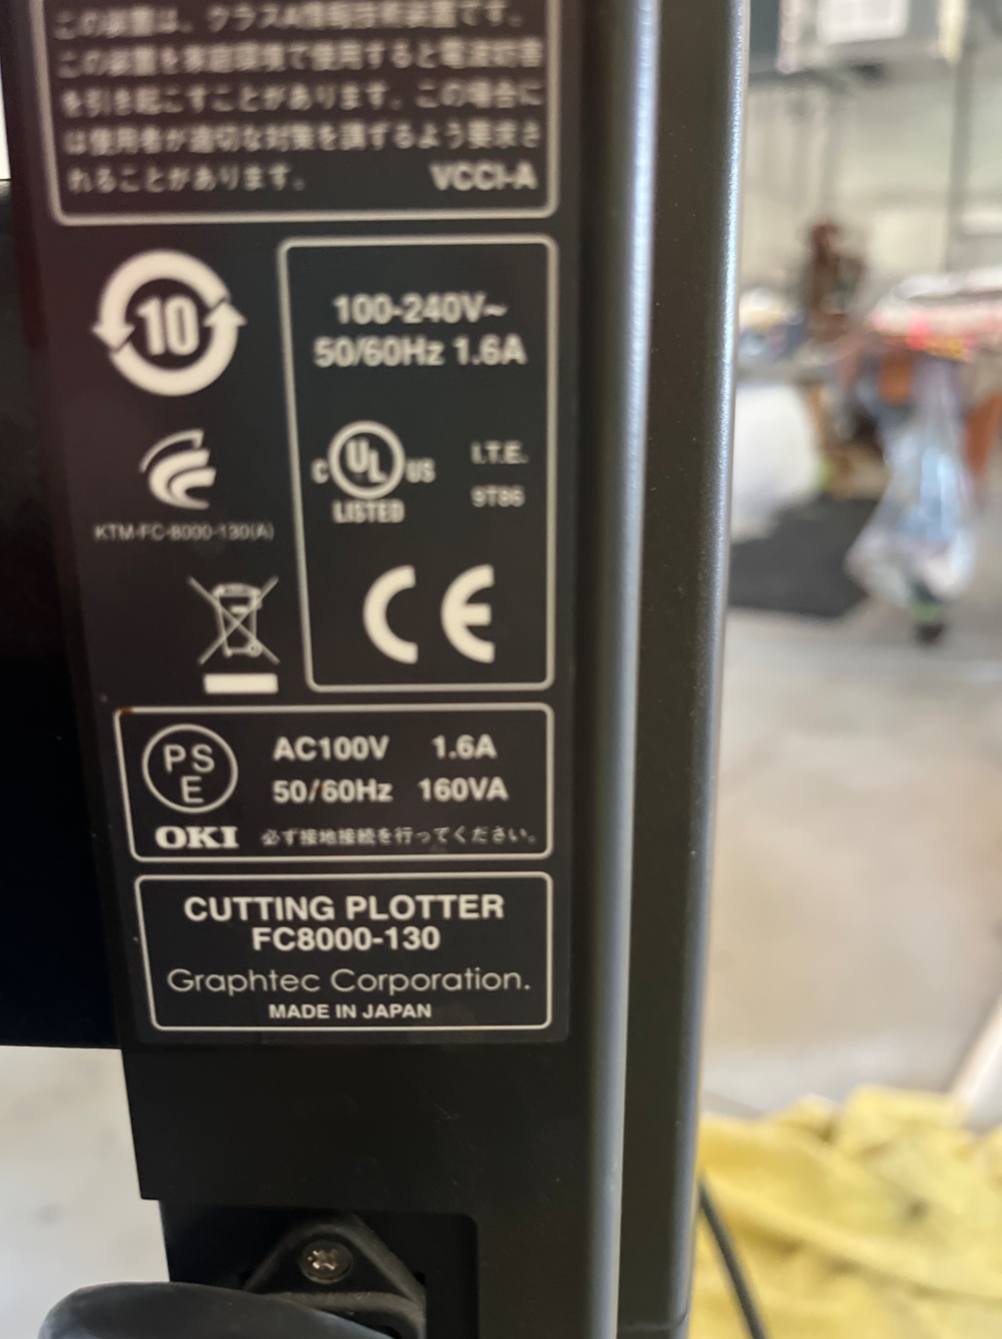 この装置は、クラスA情報技術装置です。
この装置を家庭環境で使用すると電波妨害
を引き起こすことがあります。この場合に
は使用者が適切な対策を講ずるよう要求さ
れることがあります。 VCCI-A
10
100-240V~
50/60Hz 1.6A
C UL US
LISTED
I.T.E.
9T86
KTM-FC-8000-130(A)
CE
PS
E
AC100V 1.6A
50/60Hz 160VA
OKI 必ず接地接続を行ってください。
CUTTING PLOTTER
FC8000-130
Graphtec Corporation.
MADE IN JAPAN